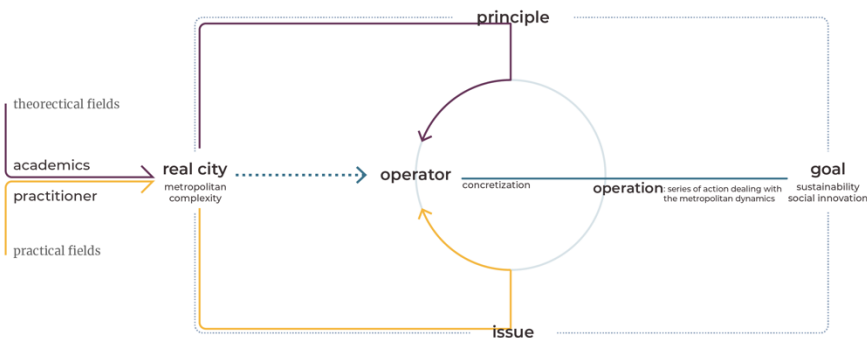 principle
theorectical fields
academics
real city
operator
goal
practitioner
metropolitan
complexity
concretization
operation: series of action dealing with
the metropolitan dynamics
sustainability
social innovation
practical fields
issue